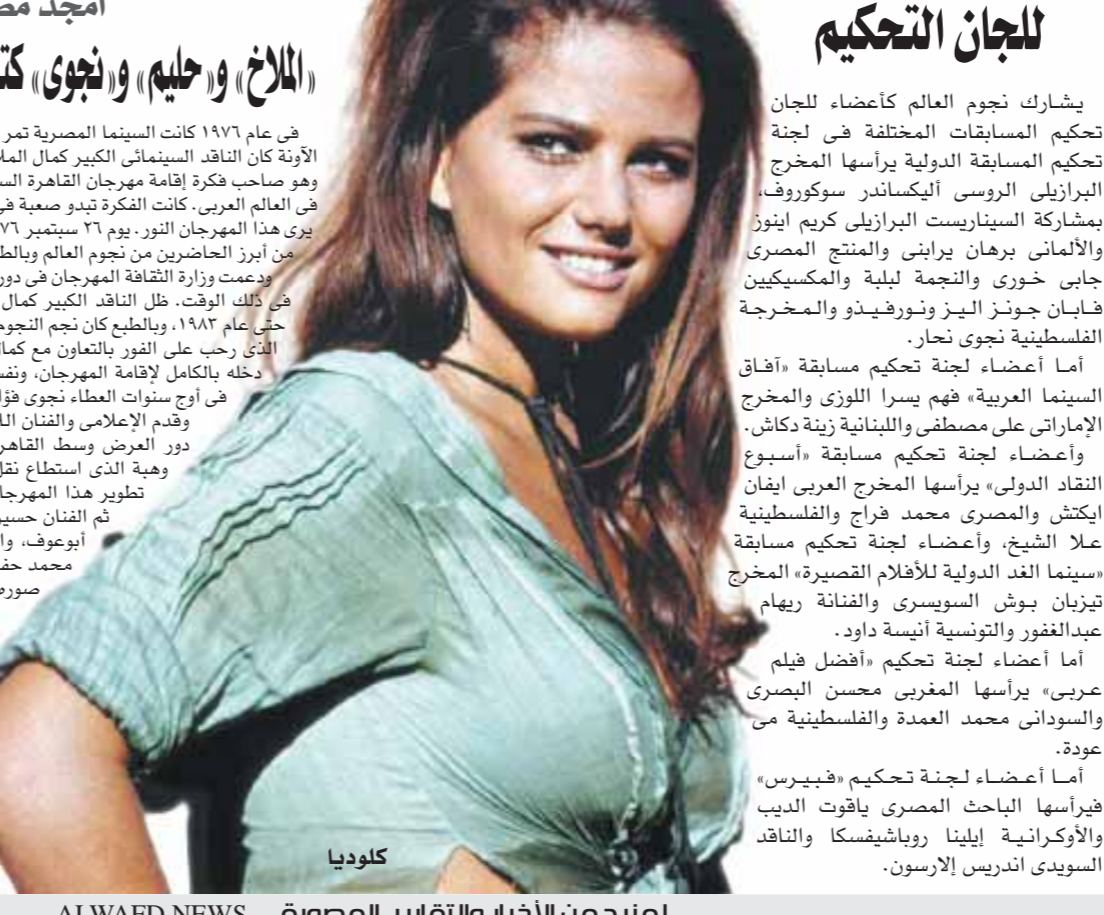 للجان التحكيم
يشارك نجوم العالم كأعضاء للجان
تحكيم المسابقات المختلفة فى لجنة
تحكيم المسابقة الدولية يرأسها المخرج
البرازيلى الروسى أليكساندر سوكوروف،
بمشاركة السيناريست البرازيلى كريم اينوز
والألمانى برهان يرابنى والمنتج المصرى
جابى خورى والنجمة لبلبة والمكسيكيين
فابان جونز اليز ونورفيذو والمخرجة
الفلسطينية نجوى نحار.
أما أعضاء لجنة تحكيم مسابقة «آفاق
السينما العربية» فهم يسرا اللوزى والمخرج
الإماراتى على مصطفى واللبنانية زينة دكاش.
وأعضاء لجنة تحكيم مسابقة «أسبوع
النقاد الدولى» يرأسها المخرج العربى ايفان
ايكتش والمصرى محمد فراج والفلسطينية
علا الشيخ، وأعضاء لجنة تحكيم مسابقة
«سينما الغد الدولية للأفلام القصيرة» المخرج
تيزبان بوش السويسرى والفنانة ريهام
عبدالغفور والتونسية أنيسة داود.
أما أعضاء لجنة تحكيم «أفضل فيلم
عربى» يرأسها المغربى محسن البصرى
والسودانى محمد العمدة والفلسطينية مى
عودة.
أما أعضاء لجنة تحكيم «فبيرس»
فيرأسها الباحث المصرى ياقوت الديب
والأوكرانية إيلينا روباشيفسكا والناقد
السويدى اندريس إلارسون.
أمجد
«الملاخ» و«حليم» و«نجوى»
فى عام ١٩٧٦ كانت السينما المصرية تمر
الآونة كان الناقد السينمائى الكبير كمال
وهو صاحب فكرة إقامة مهرجان القاهرة
فى العالم العربى. كانت الفكرة تبدو صعبة
يرى هذا المهرجان النور. يوم ٢٦ سبتمبر
من أبرز الحاضرين من نجوم العالم
ودعمت وزارة الثقافة المهرجان فى
فى ذلك الوقت. ظل الناقد الكبير كمال
حتى عام ١٩٨٣، وبالطبع كان نجم النجوم
الذى رحب على الفور بالتعاون مع
دخله بالكامل لإقامة المهرجان،
فى أوج سنوات العطاء نجوى
وقدم الإعلامى والفنان
دور العرض وسط
وهبة الذى استطاع
تطوير هذا
ثم الفنان
أبوعوف،
محمد
كلوديا
لمزيد من الأخبار والتقارير المصورة ALWAFD NEWS